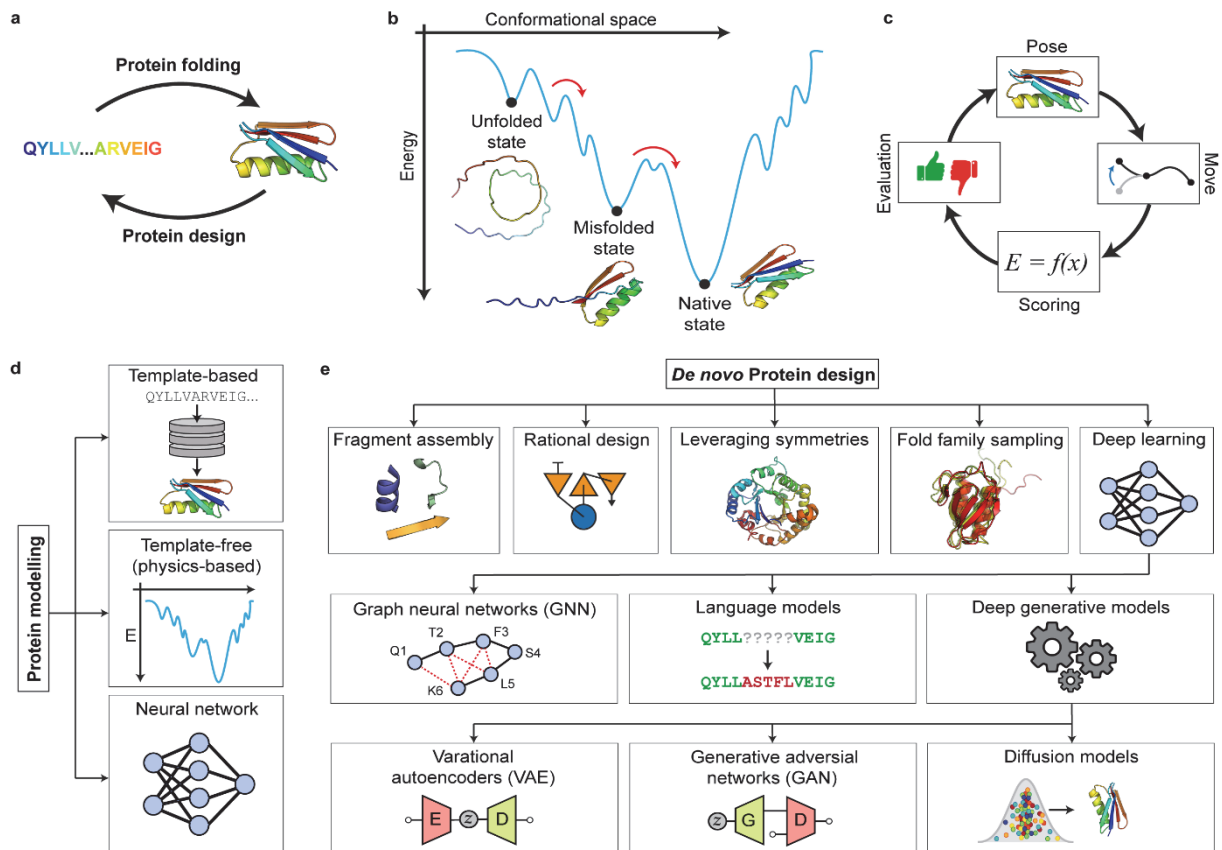 a
Protein folding
QYLLV...ARVEIG
Protein design
b
Conformational space
Energy
Unfolded
state
Misfolded
state
Native
state
c
Pose
Move
E = f(x)
Scoring
Evaluation
d
Protein modelling
Template-based
QYLLVARVEIG...
Template-free
(physics-based)
E
Neural network
e
De novo Protein design
Fragment assembly
Rational design
Leveraging symmetries
Fold family sampling
Deep learning
Graph neural networks (GNN)
Q1
T2
F3
S4
L5
K6
Language models
QYLL?????VEIG
QYLLASTFLVEIG
Deep generative models
Varational
autoencoders (VAE)
E
z
D
Generative adversial
networks (GAN)
z
G
D
Diffusion models